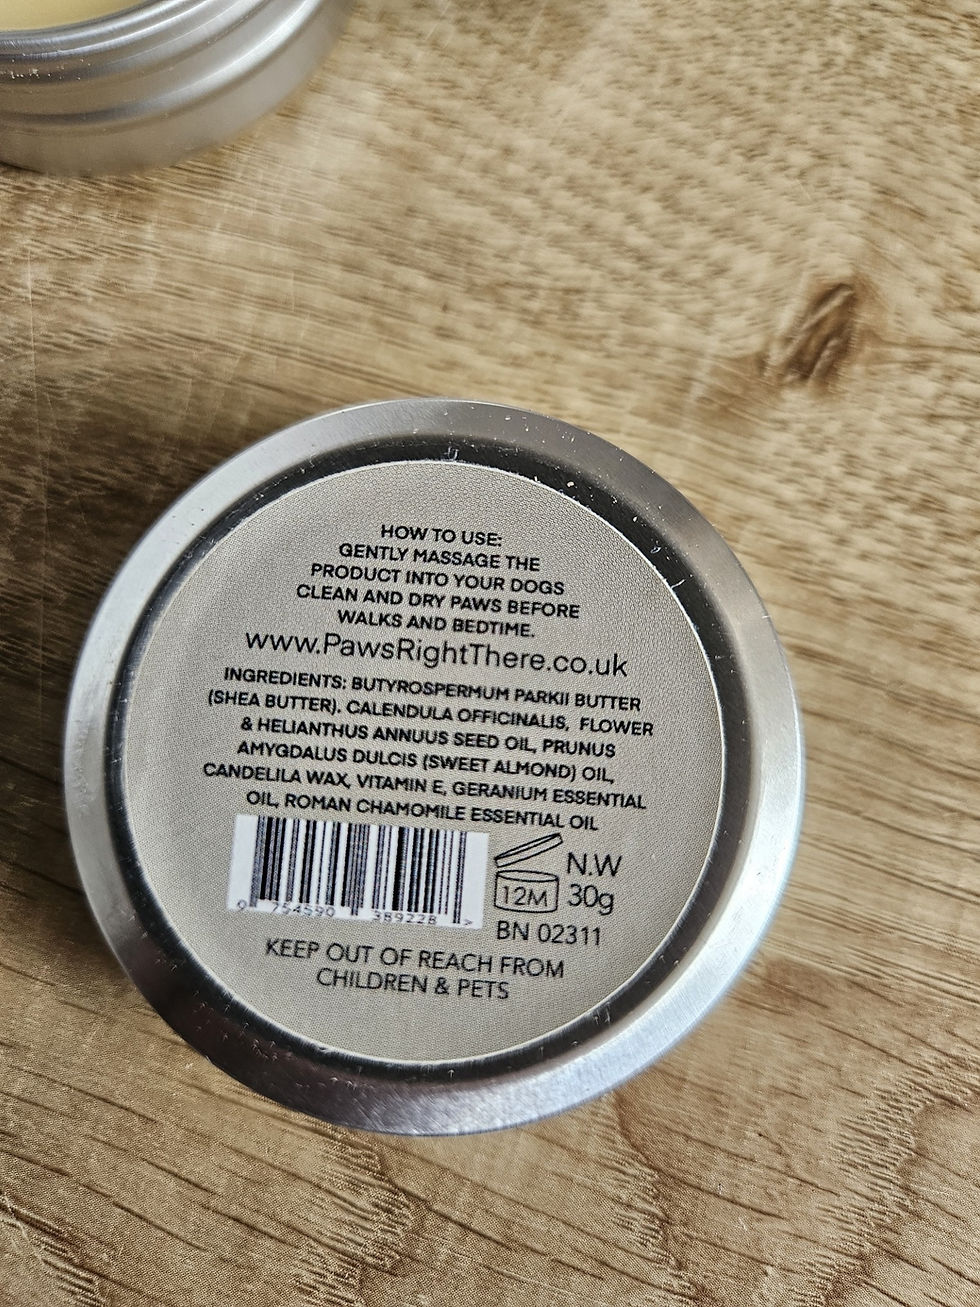 HOW TO USE:
GENTLY MASSAGE THE
PRODUCT INTO YOUR DOGS
CLEAN AND DRY PAWS BEFORE
WALKS AND BEDTIME.
www.PawsRightThere.co.uk
INGREDIENTS: BUTYROSPERMUM PARKII BUTTER
(SHEA BUTTER). CALENDULA OFFICINALIS, FLOWER
& HELIANTHUS ANNUUS SEED OIL, PRUNUS
AMYGDALUS DULCIS (SWEET ALMOND) OIL,
CANDELILA WAX, VITAMIN E, GERANIUM ESSENTIAL
OIL, ROMAN CHAMOMILE ESSENTIAL OIL
9 754590 389228 >
12M
N.W
30g
BN 02311
KEEP OUT OF REACH FROM
CHILDREN & PETS